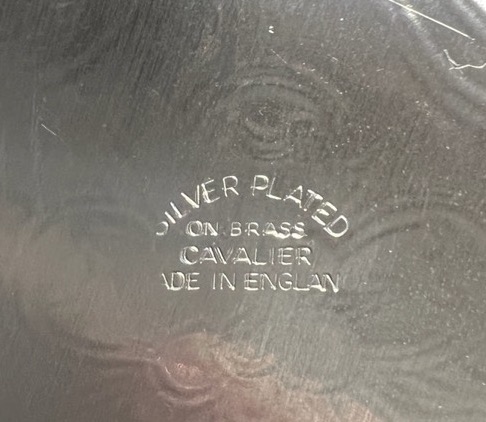 SILVER PLATED
ON BRASS
CAVALIER
ADE IN ENGLAN